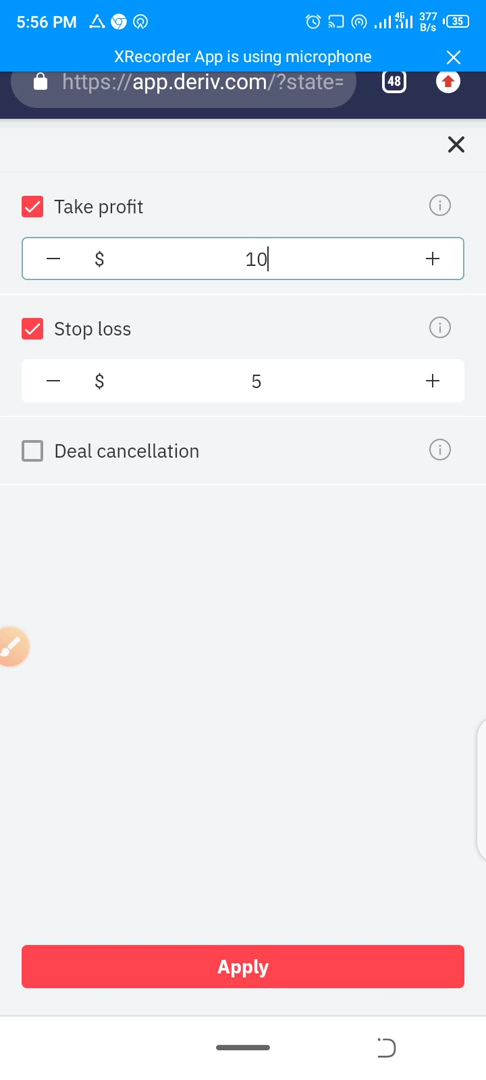 5:56 PM 4G 377 B/s 35
XRecorder App is using microphone
https://app.deriv.com/?state= 48
Take profit
− $ 10 +
Stop loss
− $ 5 +
Deal cancellation
Apply